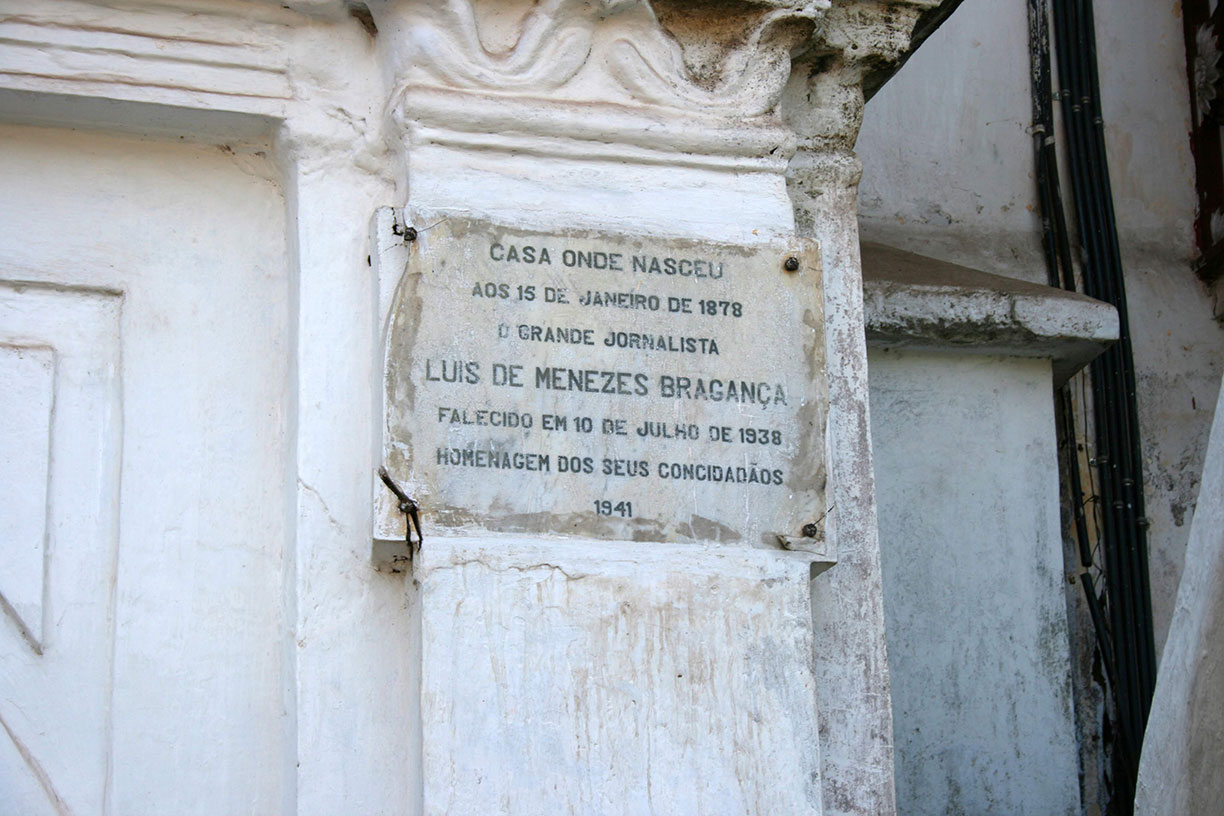 CASA ONDE NASCEU
AOS 15 DE JANEIRO DE 1878
O GRANDE JORNALISTA
LUIS DE MENEZES BRAGANÇA
FALECIDO EM 10 DE JULHO DE 1938
HOMENAGEM DOS SEUS CONCIDADÃOS
1941